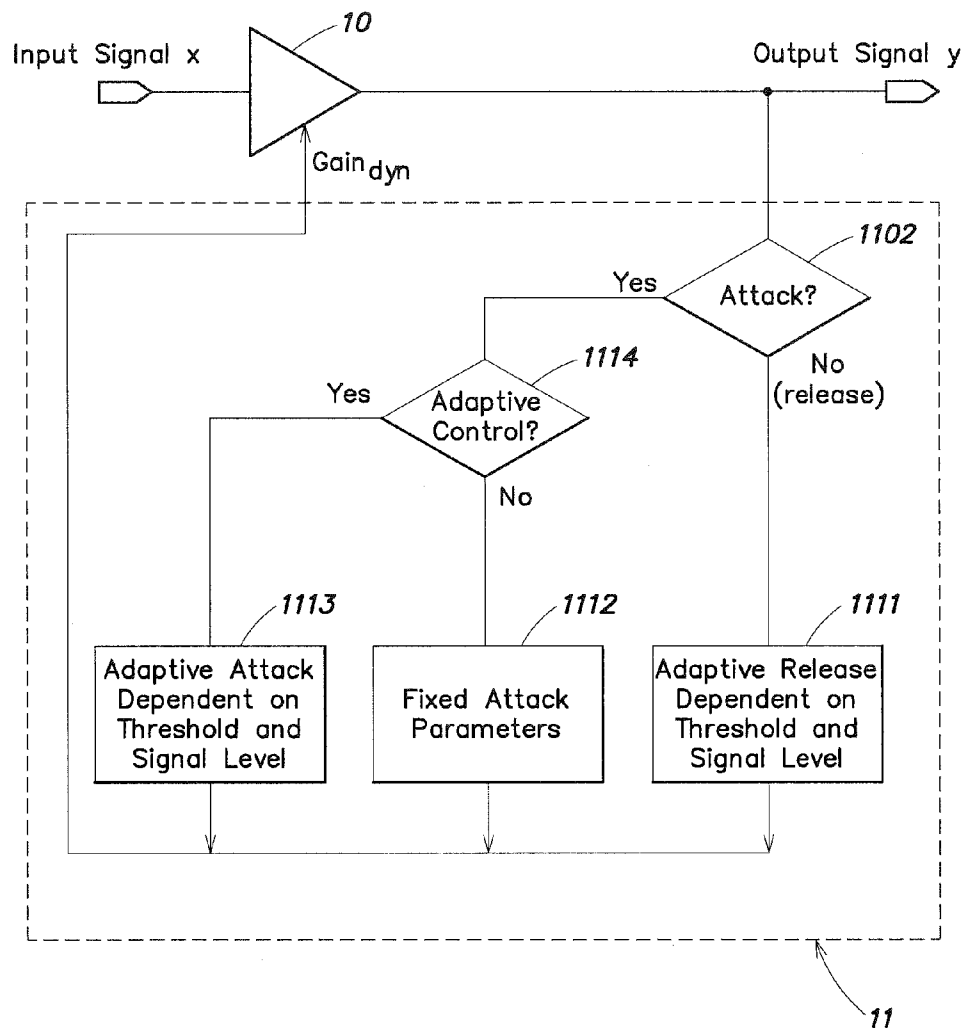 10
Input Signal x
Output Signal y
Gain dyn
1102
Yes
Attack?
1114
No
(release)
Yes
Adaptive
Control?
No
1113
1112
1111
Adaptive Attack
Dependent on
Threshold and
Signal Level
Fixed Attack
Parameters
Adaptive Release
Dependent on
Threshold and
Signal Level
11